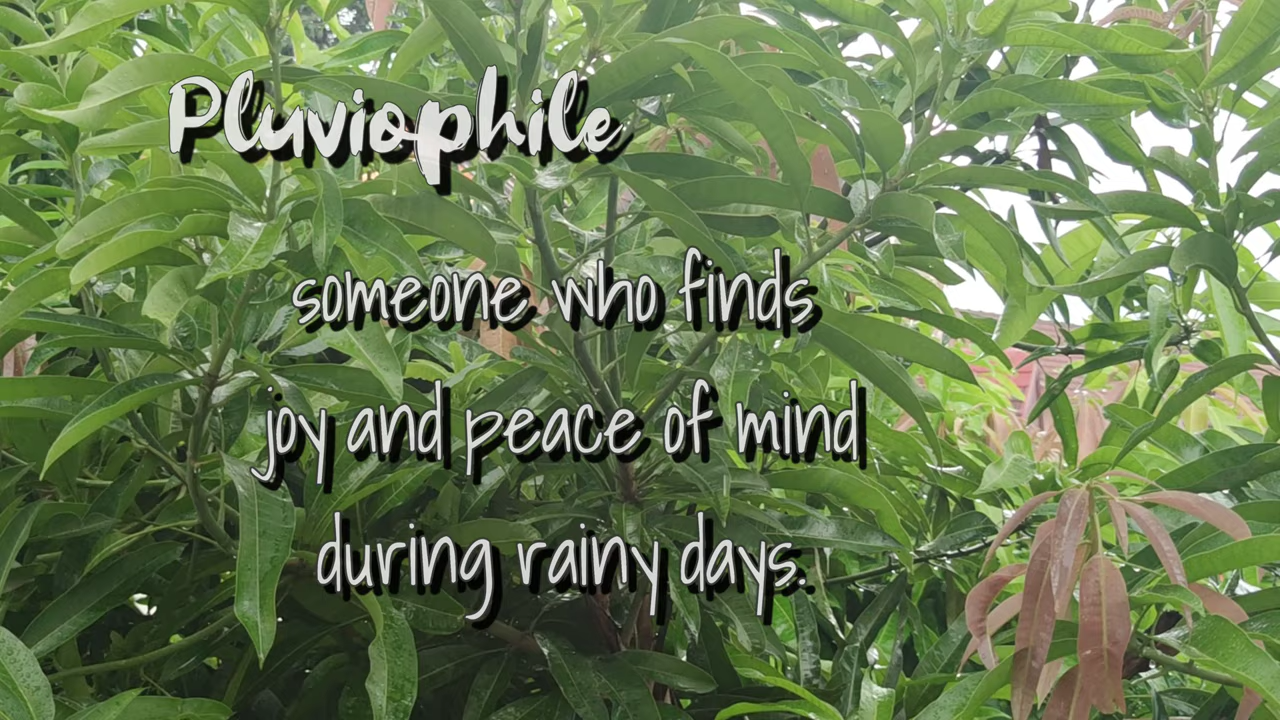 Pluviophile
someone who finds
joy and peace of mind
during rainy days.